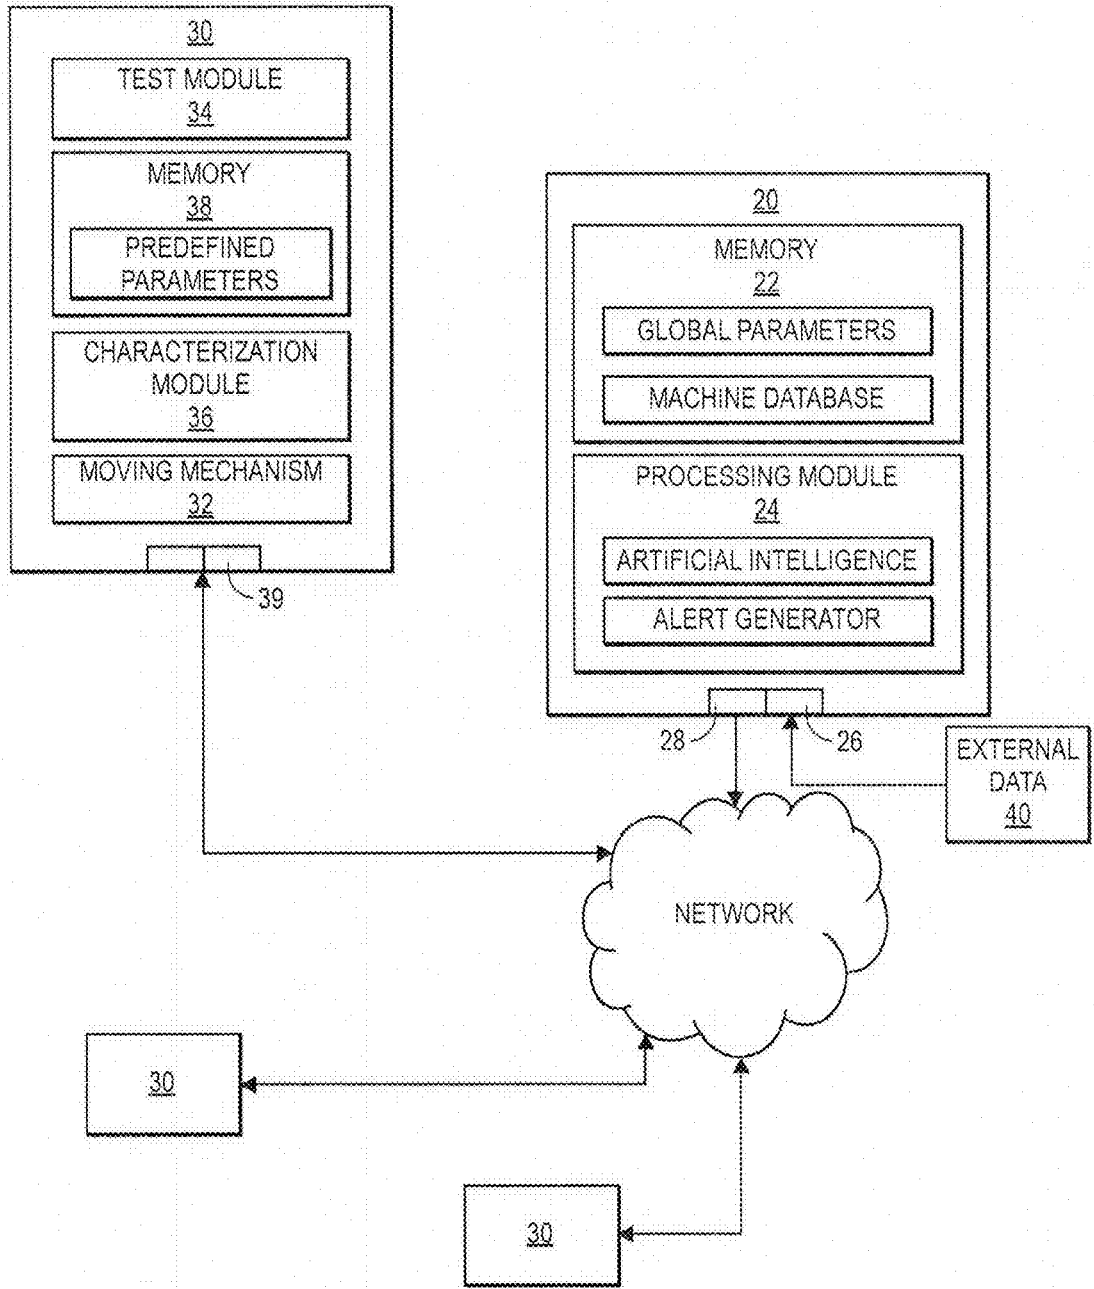 30
TEST MODULE
34
MEMORY
38
PREDEFINED
PARAMETERS
CHARACTERIZATION
MODULE
36
MOVING MECHANISM
32
39
20
MEMORY
22
GLOBAL PARAMETERS
MACHINE DATABASE
PROCESSING MODULE
24
ARTIFICIAL INTELLIGENCE
ALERT GENERATOR
28
26
EXTERNAL
DATA
40
NETWORK
30
30